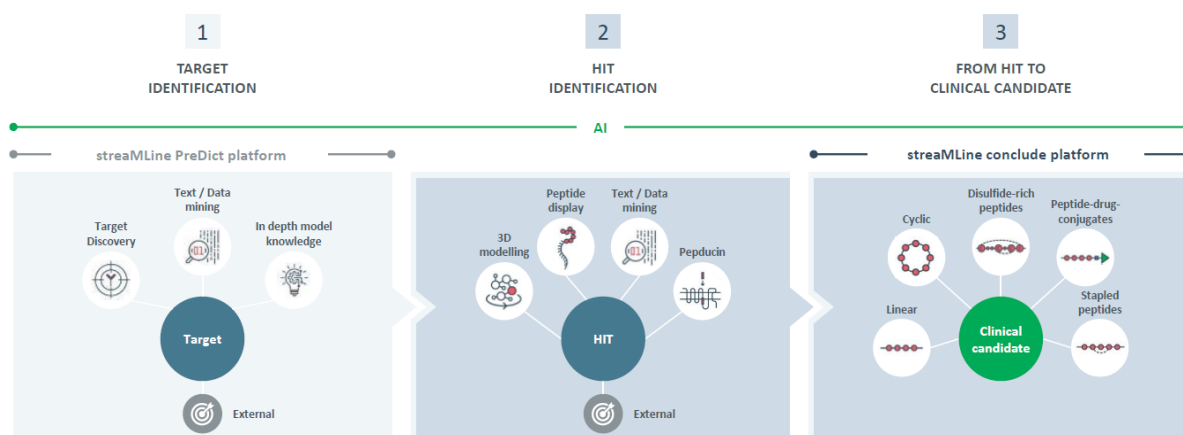 1
TARGET
IDENTIFICATION
2
HIT
IDENTIFICATION
3
FROM HIT TO
CLINICAL CANDIDATE
AI
streaMLine PreDict platform
streaMLine conclude platform
Target
Discovery
Text / Data
mining
In depth model
knowledge
Target
External
3D
modelling
Peptide
display
Text / Data
mining
Pepducin
HIT
External
Linear
Cyclic
Disulfide-rich
peptides
Peptide-drug-
conjugates
Stapled
peptides
Clinical
candidate